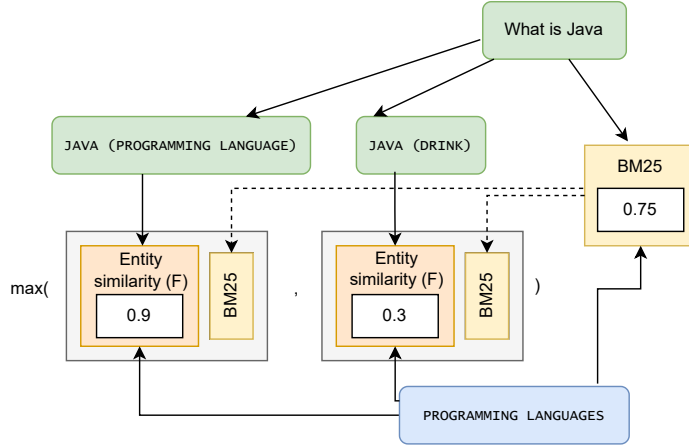 What is Java
JAVA (PROGRAMMING LANGUAGE)
JAVA (DRINK)
BM25
0.75
max(
Entity
similarity (F)
0.9
BM25
,
Entity
similarity (F)
0.3
BM25
)
PROGRAMMING LANGUAGES